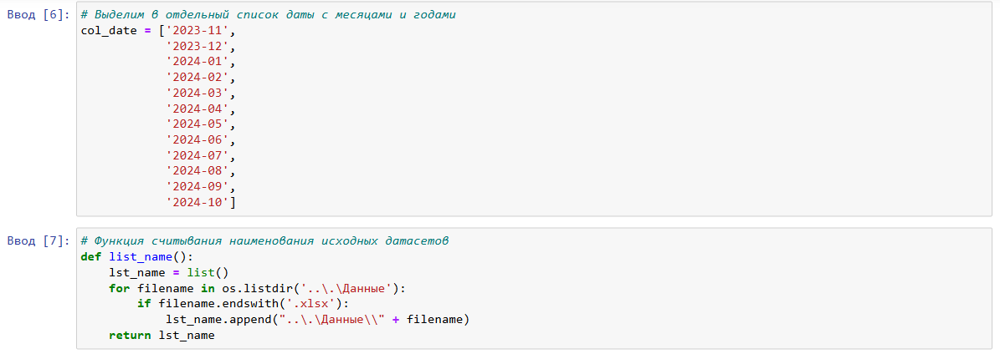 Ввод [6]: # Выделим в отдельный список даты с месяцами и годами
col_date = ['2023-11',
'2023-12',
'2024-01',
'2024-02',
'2024-03',
'2024-04',
'2024-05',
'2024-06',
'2024-07',
'2024-08',
'2024-09',
'2024-10']
Ввод [7]: # Функция считывания наименования исходных датасетов
def list_name():
    lst_name = list()
    for filename in os.listdir('..\.\Данные'):
        if filename.endswith('.xlsx'):
            lst_name.append("..\.\Данные\\" + filename)
    return lst_name